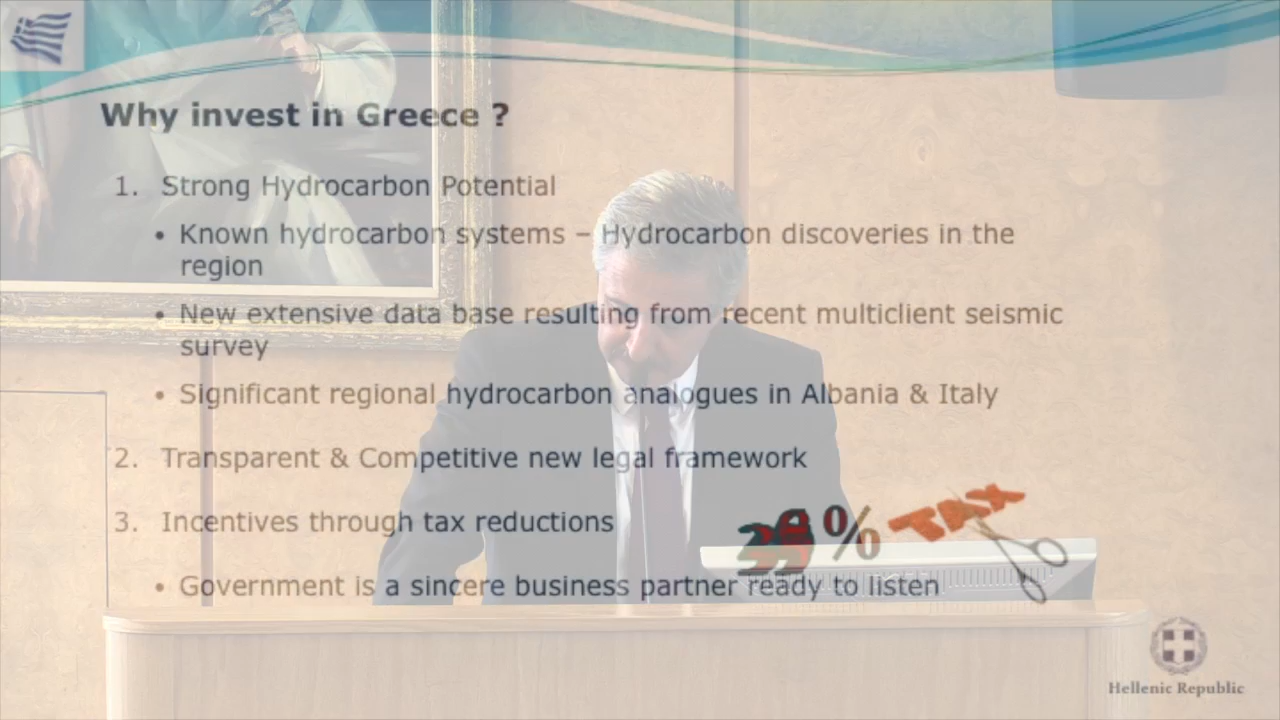 Why invest in Greece ?
1. Strong Hydrocarbon Potential
• Known hydrocarbon systems – Hydrocarbon discoveries in the
region
• New extensive data base resulting from recent multiclient seismic
survey
• Significant regional hydrocarbon analogues in Albania & Italy
2. Transparent & Competitive new legal framework
3. Incentives through tax reductions
% TAX
• Government is a sincere business partner ready to listen
Hellenic Republic